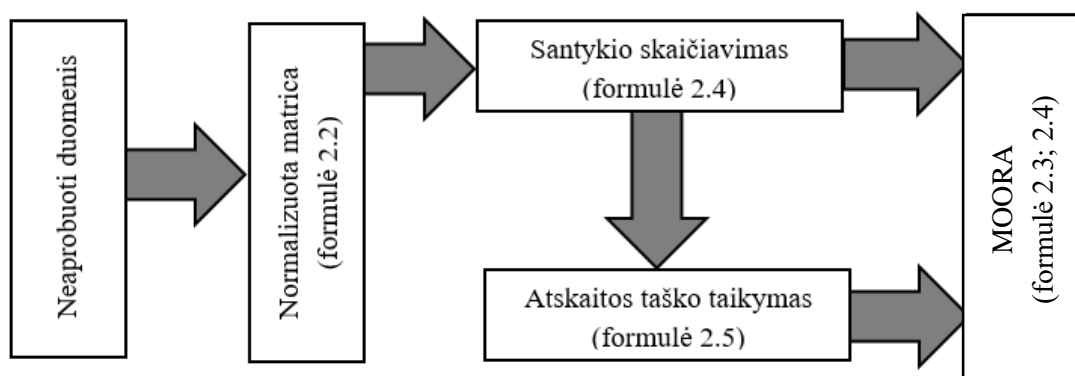 Neaprobuoti duomenis
Normalizuota matrica
(formulė 2.2)
Santykio skaičiavimas
(formulė 2.4)
Atskaitos taško taikymas
(formulė 2.5)
MOORA
(formulė 2.3; 2.4)